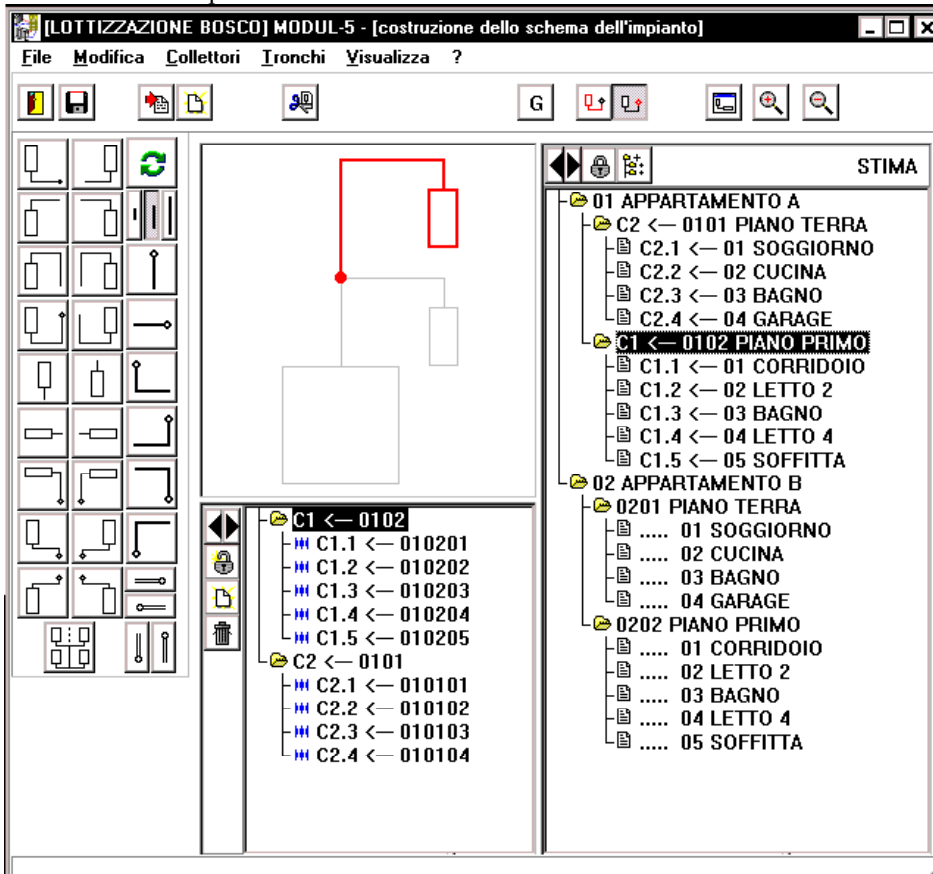 [LOTTIZZAZIONE BOSCO] MODUL-5 - [costruzione dello schema dell'impianto]
File Modifica Collettori Tronchi Visualizza ?
G
STIMA
01 APPARTAMENTO A
C2 <— 0101 PIANO TERRA
C2.1 <— 01 SOGGIORNO
C2.2 <— 02 CUCINA
C2.3 <— 03 BAGNO
C2.4 <— 04 GARAGE
C1 <— 0102 PIANO PRIMO
C1.1 <— 01 CORRIDOIO
C1.2 <— 02 LETTO 2
C1.3 <— 03 BAGNO
C1.4 <— 04 LETTO 4
C1.5 <— 05 SOFFITTA
02 APPARTAMENTO B
0201 PIANO TERRA
..... 01 SOGGIORNO
..... 02 CUCINA
..... 03 BAGNO
..... 04 GARAGE
0202 PIANO PRIMO
..... 01 CORRIDOIO
..... 02 LETTO 2
..... 03 BAGNO
..... 04 LETTO 4
..... 05 SOFFITTA
C1 <— 0102
C1.1 <— 010201
C1.2 <— 010202
C1.3 <— 010203
C1.4 <— 010204
C1.5 <— 010205
C2 <— 0101
C2.1 <— 010101
C2.2 <— 010102
C2.3 <— 010103
C2.4 <— 010104